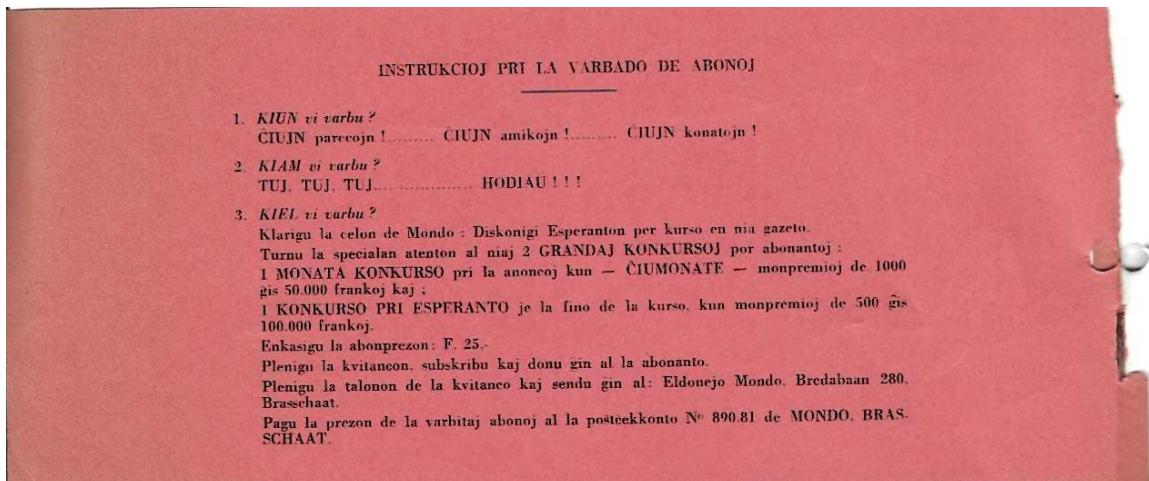 INSTRUKCIOJ PRI LA VARBADO DE ABONOJ
1. KIUN vi varbu ?
ĈIUJN parecojn !......... ĈIUJN amikojn !......... ĈIUJN konatojn !
2. KIAM vi varbu ?
TUJ, TUJ, TUJ.................. HODIAU ! ! !
3. KIEL vi varbu ?
Klarigu la celon de Mondo : Diskonigi Esperanton per kurso en nia gazeto.
Turnu la specialan atenton al niaj 2 GRANDAJ KONKURSOJ por abonantoj :
1 MONATA KONKURSO pri la anoncoj kun — ĈIUMONATE — monpremioj de 1000
ĝis 50.000 frankoj kaj ;
1 KONKURSO PRI ESPERANTO je la fino de la kurso, kun monpremioj de 500 ĝis
100.000 frankoj.
Enkasigu la abonprezon: F. 25,-
Plenigu la kvitancon, subskribu kaj donu ĝin al la abonanto.
Plenigu la talonon de la kvitanco kaj sendu ĝin al: Eldonejo Mondo, Bredabaan 280,
Brasschaat.
Pagu la prezon de la varbitaj abonoj al la postĉekkonto Nº 890.81 de MONDO, BRAS-
SCHAAT.